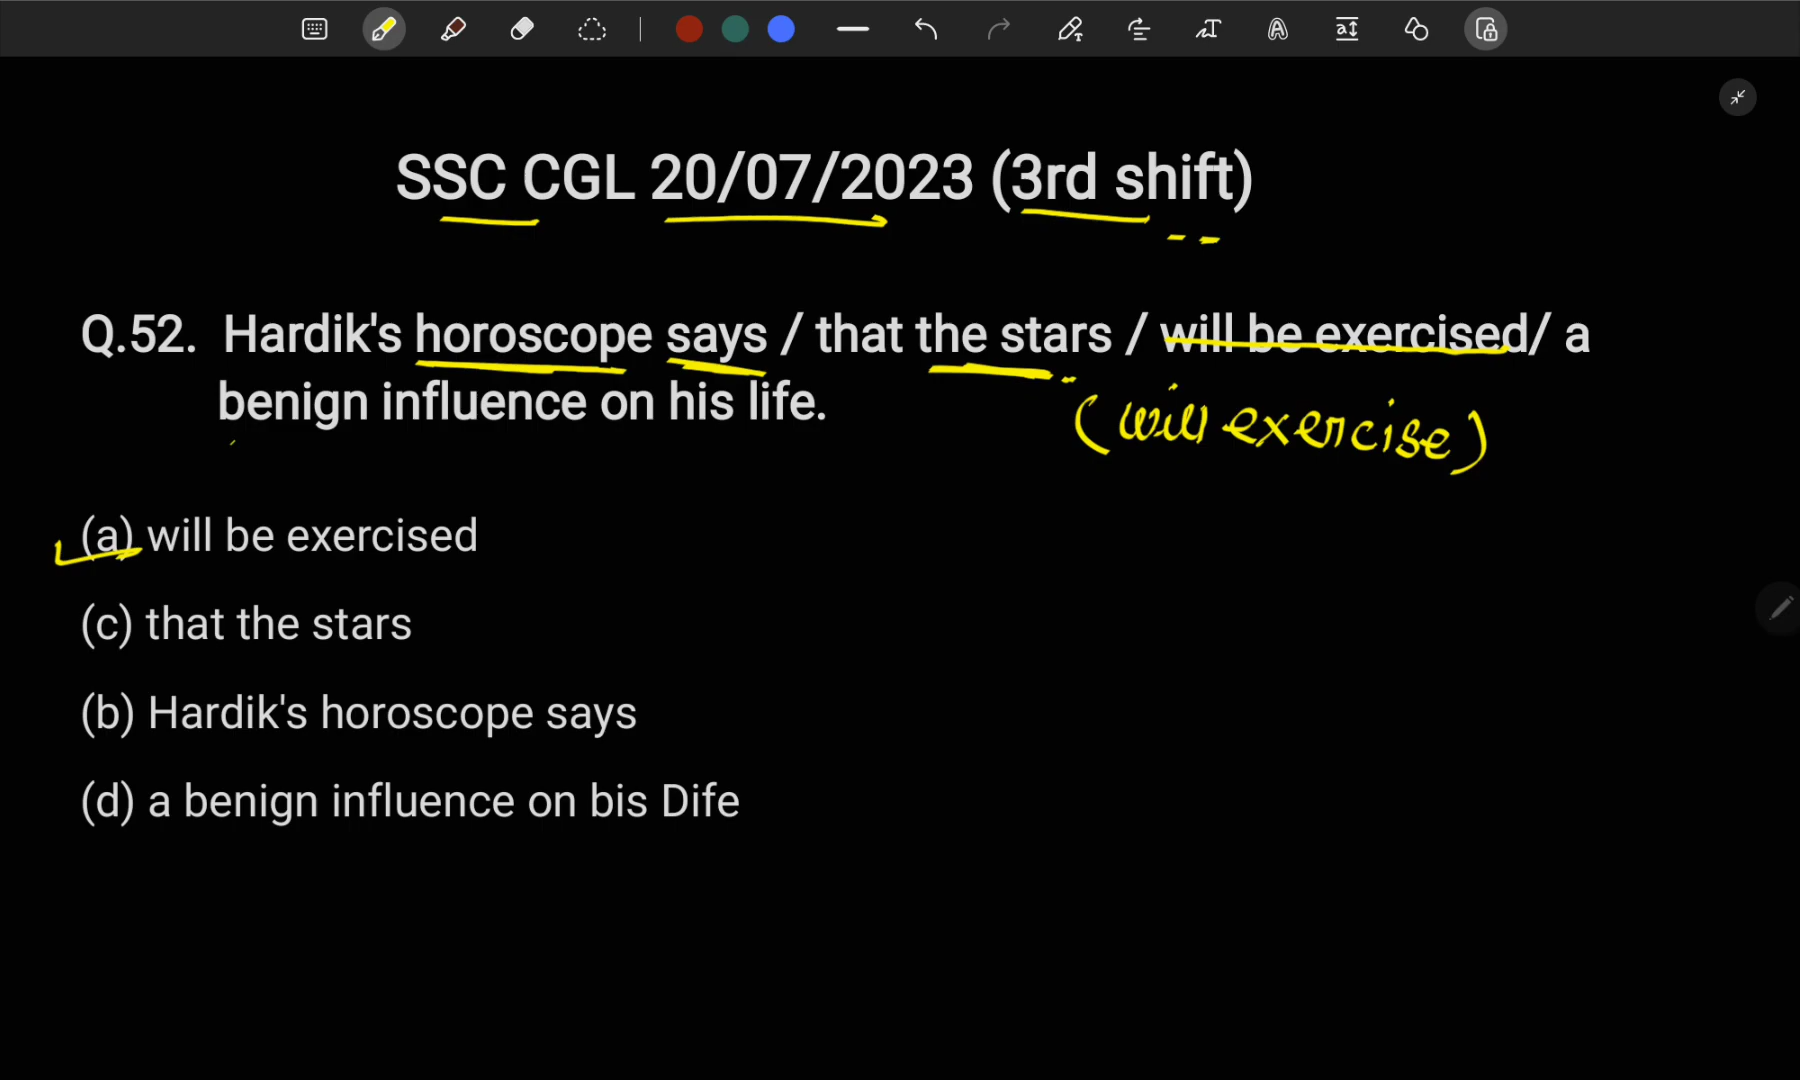 SSC CGL 20/07/2023 (3rd shift)
Q.52. Hardik's horoscope says / that the stars / will be exercised/ a
benign influence on his life.
(will exercise)
(a) will be exercised
(c) that the stars
(b) Hardik's horoscope says
(d) a benign influence on bis Dife